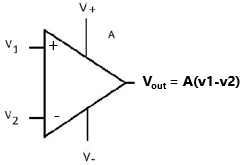 V+
A
V1
+
Vout = A(v1-v2)
V2
-
V-